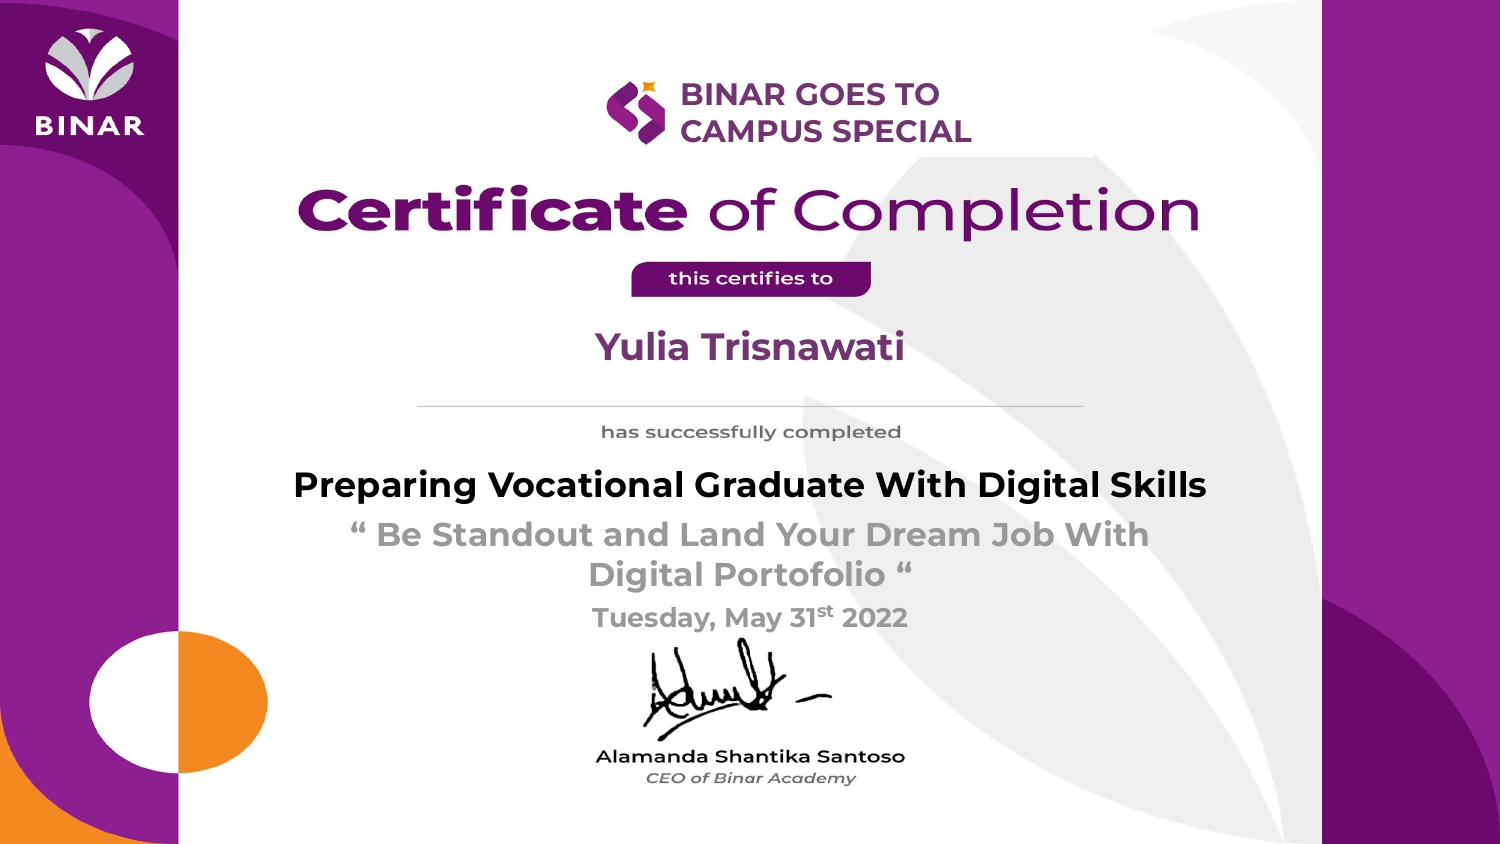 BINAR
BINAR GOES TO
CAMPUS SPECIAL
Certificate of Completion
this certifies to
Yulia Trisnawati
has successfully completed
Preparing Vocational Graduate With Digital Skills
“ Be Standout and Land Your Dream Job With
Digital Portofolio “
Tuesday, May 31st 2022
Alamanda Shantika Santoso
CEO of Binar Academy